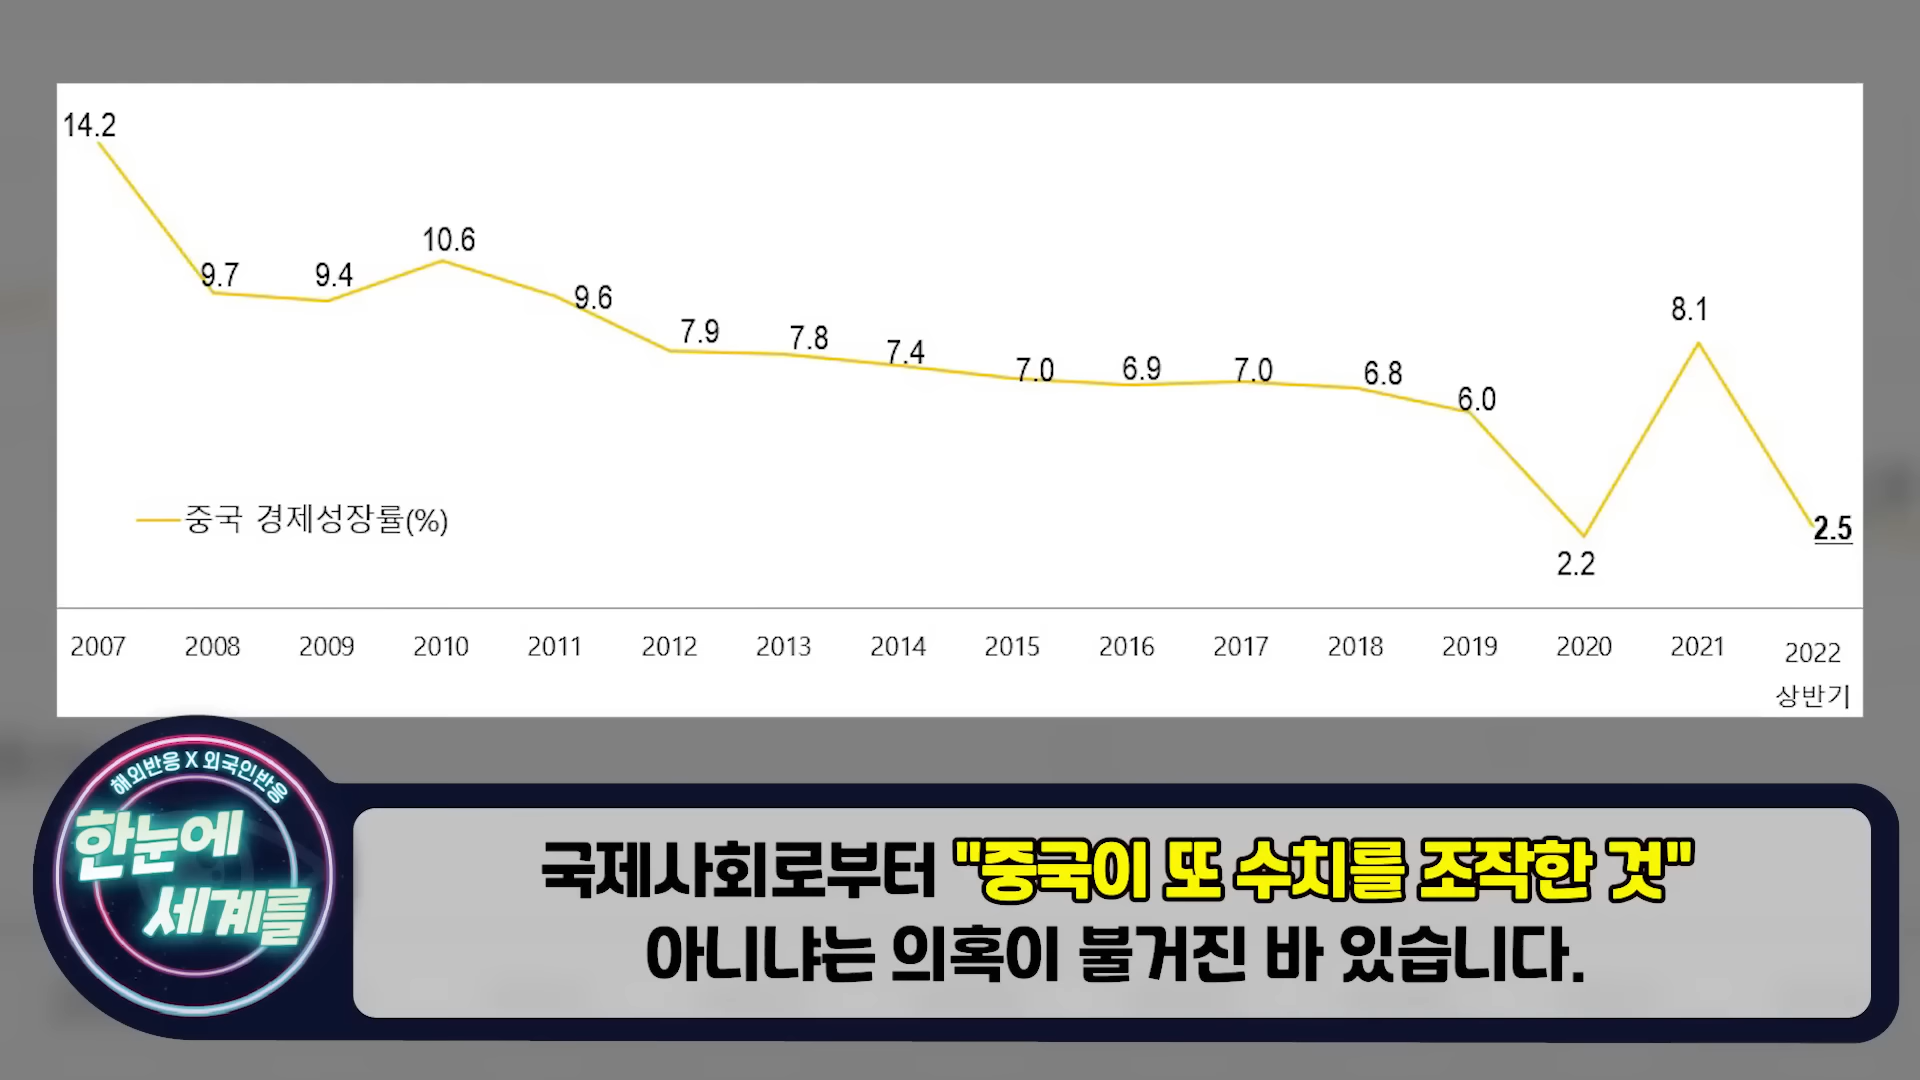 14.2
9.7
9.4
10.6
9.6
7.9
7.8
7.4
7.0
6.9
7.0
6.8
6.0
2.2
8.1
2.5
중국 경제성장률(%)
2007 2008 2009 2010 2011 2012 2013 2014 2015 2016 2017 2018 2019 2020 2021 2022
상반기
해외반응 X 외국인반응
한눈에
세계를
국제사회로부터 "중국이 또 수치를 조작한 것"
아니냐는 의혹이 불거진 바 있습니다.